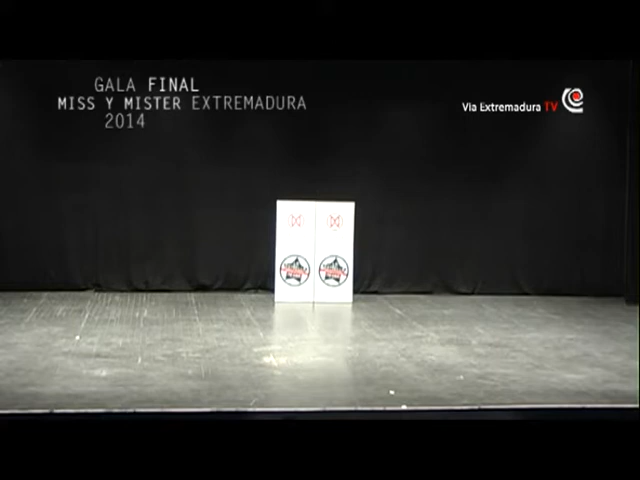 GALA FINAL
MISS Y MISTER EXTREMADURA
2014
Via Extremadura TV